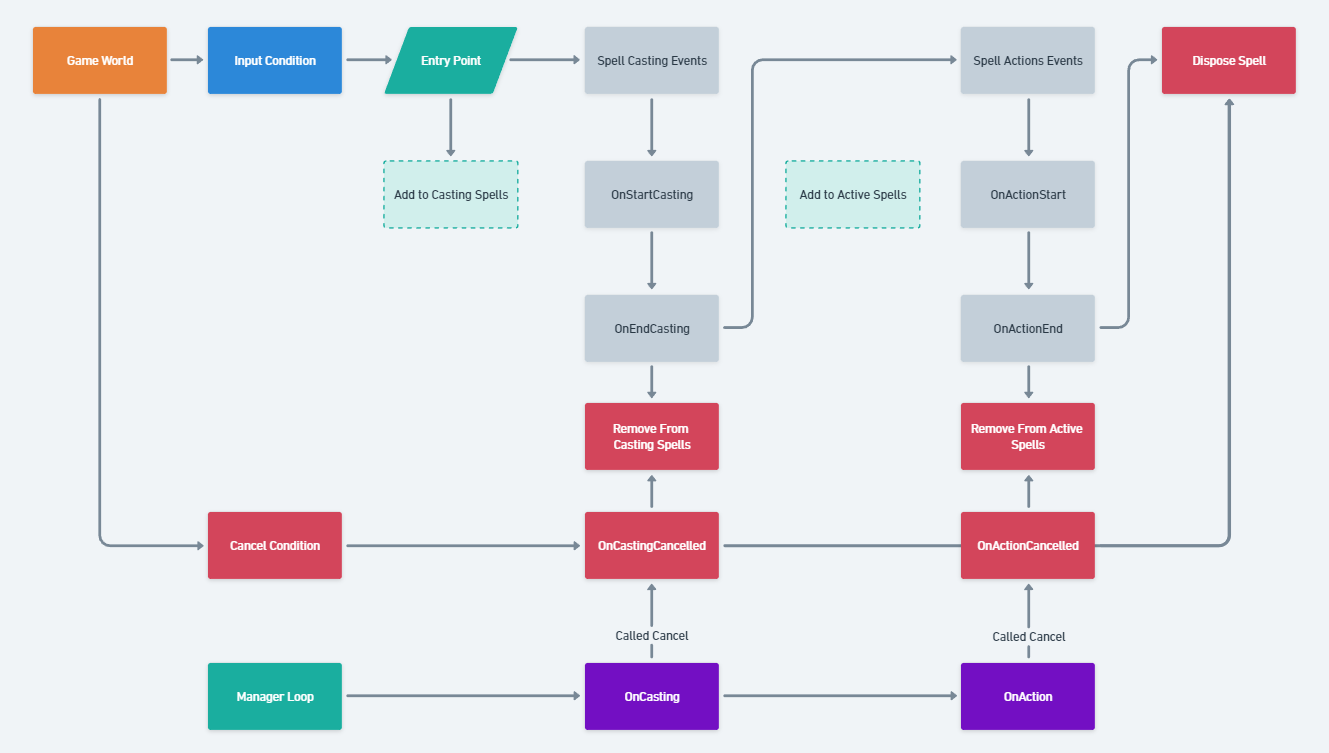 Game World
Input Condition
Entry Point
Spell Casting Events
Spell Actions Events
Dispose Spell
Add to Casting Spells
OnStartCasting
Add to Active Spells
OnActionStart
OnEndCasting
OnActionEnd
Remove From
Casting Spells
Remove From Active
Spells
Cancel Condition
OnCastingCancelled
OnActionCancelled
Called Cancel
Called Cancel
Manager Loop
OnCasting
OnAction